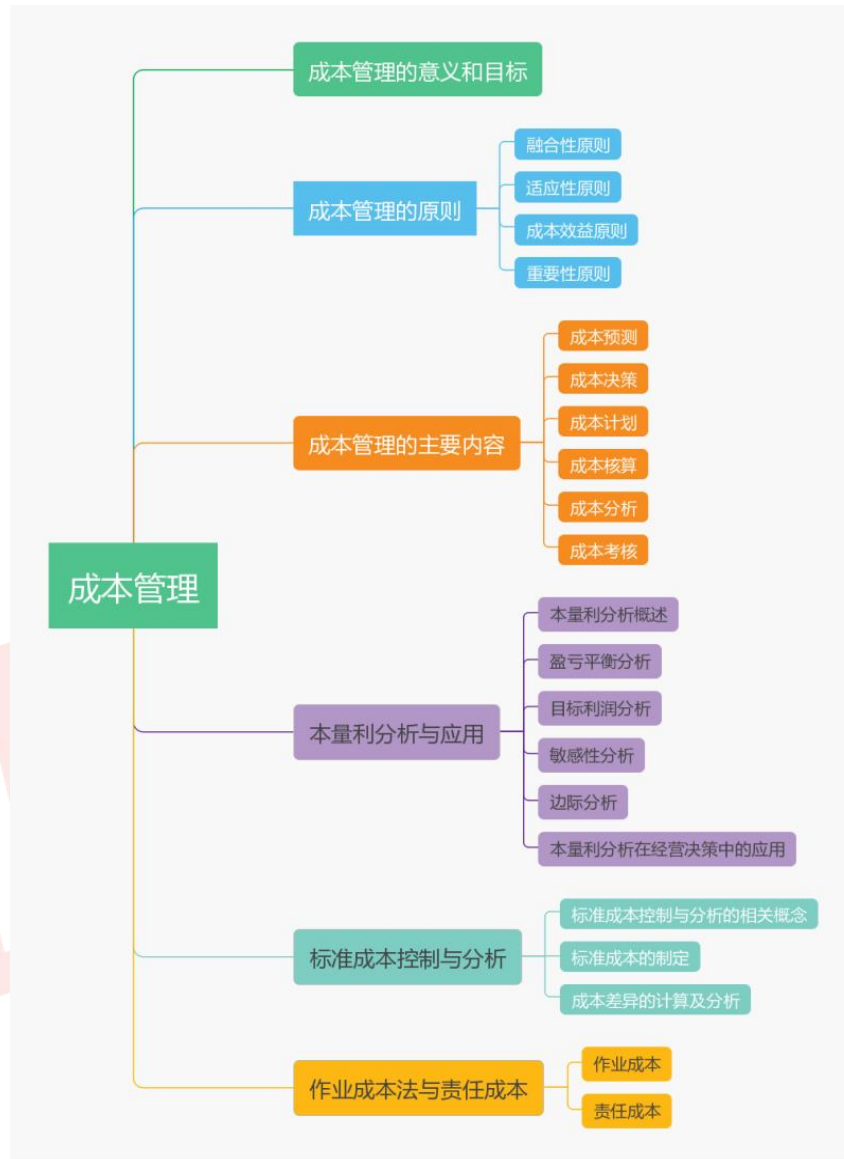 成本管理的意义和目标
融合性原则
适应性原则
成本管理的原则
成本效益原则
重要性原则
成本预测
成本决策
成本计划
成本管理的主要内容
成本核算
成本分析
成本考核
成本管理
本量利分析概述
盈亏平衡分析
目标利润分析
本量利分析与应用
敏感性分析
边际分析
本量利分析在经营决策中的应用
标准成本控制与分析的相关概念
标准成本控制与分析
标准成本的制定
成本差异的计算及分析
作业成本
作业成本法与责任成本
责任成本